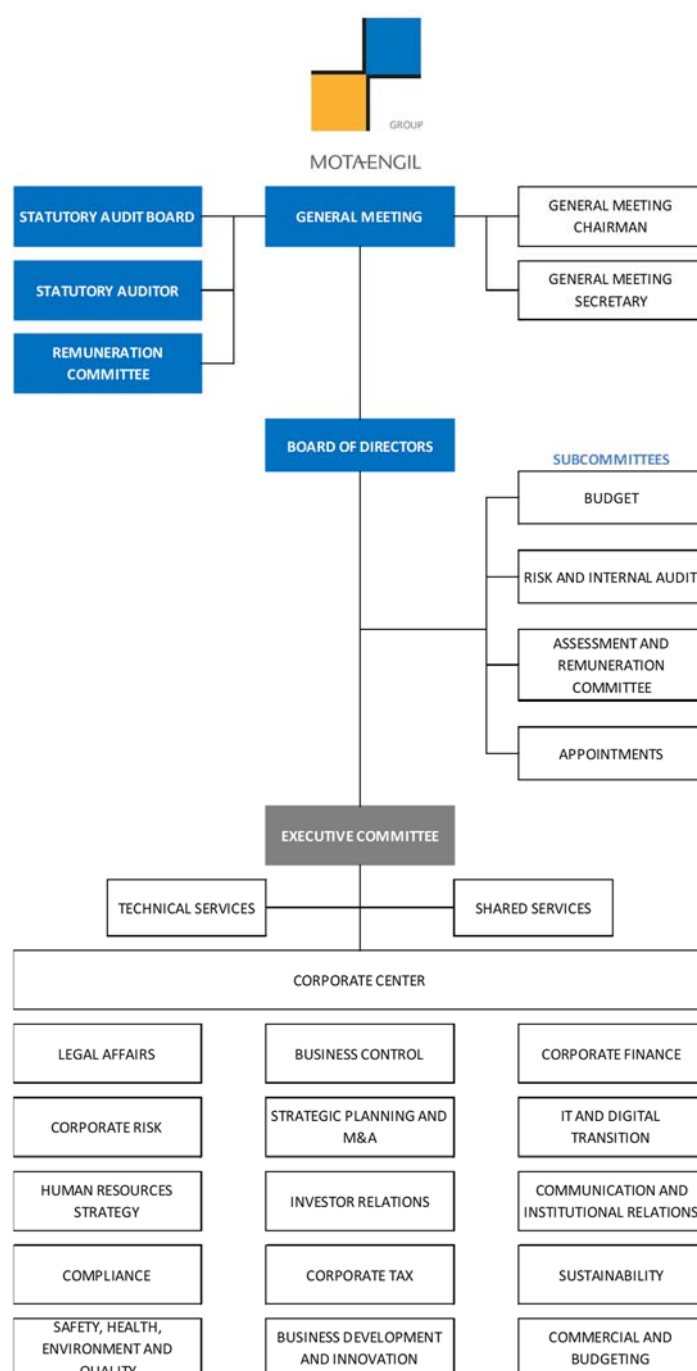 GROUP
MOTA-ENGIL
STATUTORY AUDIT BOARD
GENERAL MEETING
GENERAL MEETING
CHAIRMAN
STATUTORY AUDITOR
GENERAL MEETING
SECRETARY
REMUNERATION
COMMITTEE
BOARD OF DIRECTORS
SUBCOMMITTEES
BUDGET
RISK AND INTERNAL AUDIT
ASSESSMENT AND
REMUNERATION
COMMITTEE
APPOINTMENTS
EXECUTIVE COMMITTEE
TECHNICAL SERVICES
SHARED SERVICES
CORPORATE CENTER
LEGAL AFFAIRS
BUSINESS CONTROL
CORPORATE FINANCE
CORPORATE RISK
STRATEGIC PLANNING AND
M&A
IT AND DIGITAL
TRANSITION
HUMAN RESOURCES
STRATEGY
INVESTOR RELATIONS
COMMUNICATION AND
INSTITUTIONAL RELATIONS
COMPLIANCE
CORPORATE TAX
SUSTAINABILITY
SAFETY, HEALTH,
ENVIRONMENT AND
QUALITY
BUSINESS DEVELOPMENT
AND INNOVATION
COMMERCIAL AND
BUDGETING